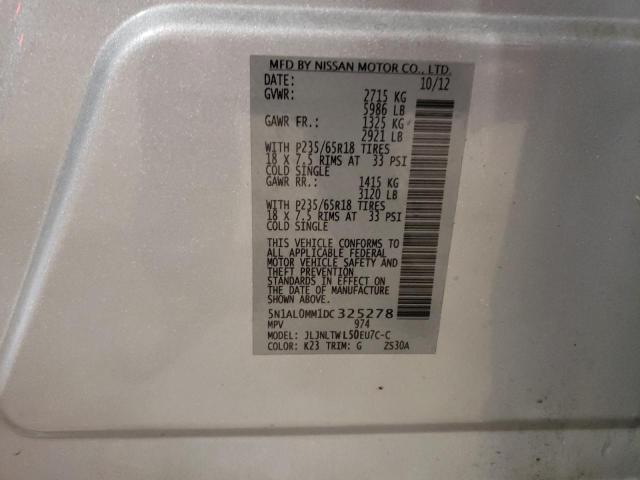 MFD BY NISSAN MOTOR CO., LTD.
DATE: 10/12
GVWR: 2715 KG
5986 LB
GAWR FR.: 1325 KG
2921 LB
WITH P235/65R18 TIRES
18 X 7.5 RIMS AT 33 PSI
COLD SINGLE
GAWR RR.: 1415 KG
3120 LB
WITH P235/65R18 TIRES
18 X 7.5 RIMS AT 33 PSI
COLD SINGLE
THIS VEHICLE CONFORMS TO
ALL APPLICABLE FEDERAL
MOTOR VEHICLE SAFETY AND
THEFT PREVENTION
STANDARDS IN EFFECT ON
THE DATE OF MANUFACTURE
SHOWN ABOVE.
5N1AL0MM1DC325278
MPV 974
MODEL: JLJNLTWL50EU7C-C
COLOR: K23 TRIM: G ZS30A